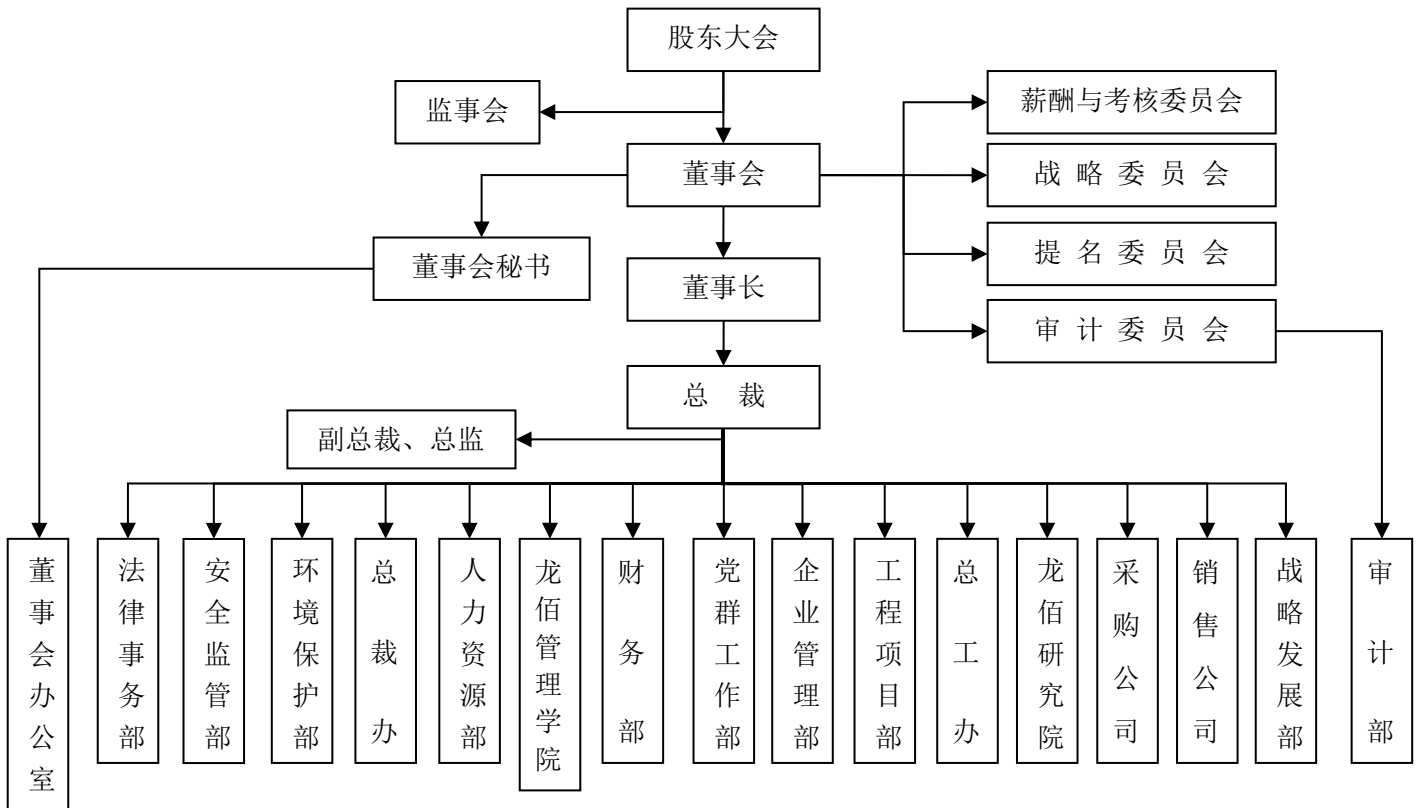 股东大会
监事会
薪酬与考核委员会
董事会
战略委员会
提名委员会
董事会秘书
董事长
审计委员会
总裁
副总裁、总监
董事会办公室
法律事务部
安全监管部
环境保护部
总裁办
人力资源部
龙佰管理学院
财务部
党群工作部
企业管理部
工程项目部
总工办
龙佰研究院
采购公司
销售公司
战略发展部
审计部